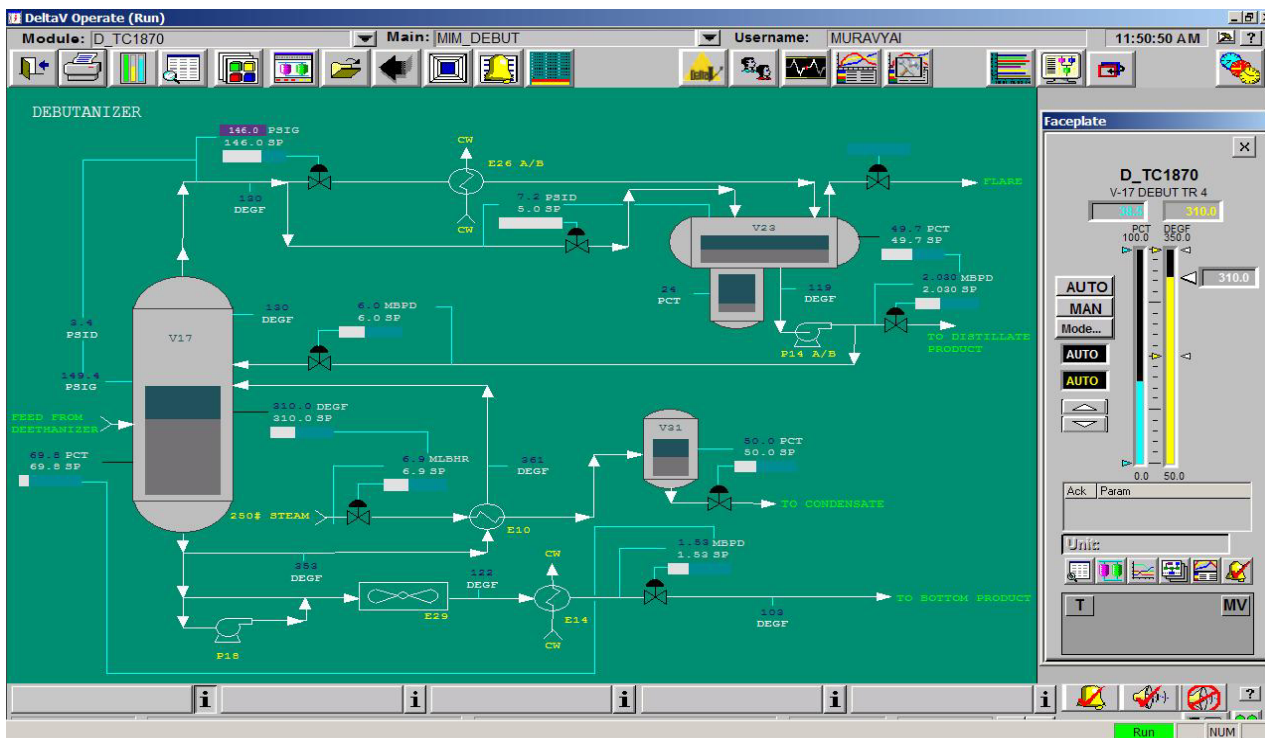 DeltaV Operate (Run)
Module: D_TC1870 Main: MIM_DEBUT Username: MURAVYAI 11:50:50 AM ?
DEBUTANIZER
146.0 PSIG
146.0 SP
CW
E26 A/B
120
DEGF
7.2 PSID
5.0 SP
CW
FLARE
V23
49.7 PCT
49.7 SP
24
PCT
119
DEGF
2.030 MBPD
2.030 SP
P14 A/B
TO DISTILLATE
PRODUCT
130
DEGF
6.0 MBPD
6.0 SP
3.4
PSID
V17
149.4
PSIG
FEED FROM
DEETHANIZER
310.0 DEGF
310.0 SP
69.8 PCT
69.8 SP
6.9 MLBHR
6.9 SP
361
DEGF
V31
50.0 PCT
50.0 SP
250# STEAM
E10
TO CONDENSATE
353
DEGF
CW
122
DEGF
1.53 MBPD
1.53 SP
E29
E14
TO BOTTOM PRODUCT
103
DEGF
P18
CW
Faceplate
D_TC1870
V-17 DEBUT TR 4
38.5 310.0
PCT DEGF
100.0 350.0
310.0
AUTO
MAN
Mode...
AUTO
AUTO
0.0 50.0
Ack Param
Unit:
T MV
i i i i i ?
Run NUM